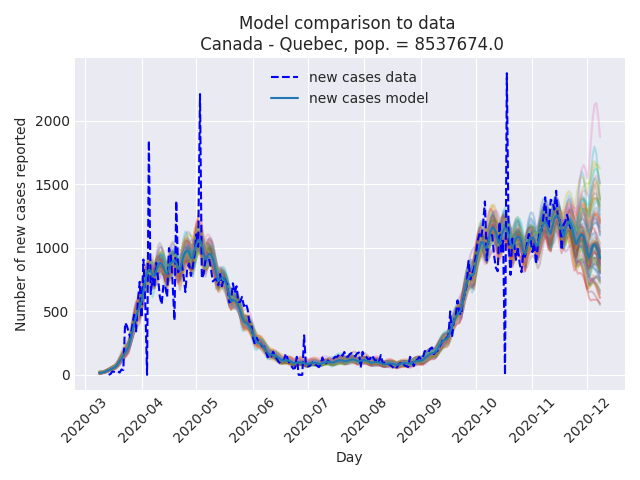 Model comparison to data
Canada - Quebec, pop. = 8537674.0
new cases data
new cases model
Number of new cases reported
2000
1500
1000
500
0
2020-03
2020-04
2020-05
2020-06
2020-07
2020-08
2020-09
2020-10
2020-11
2020-12
Day